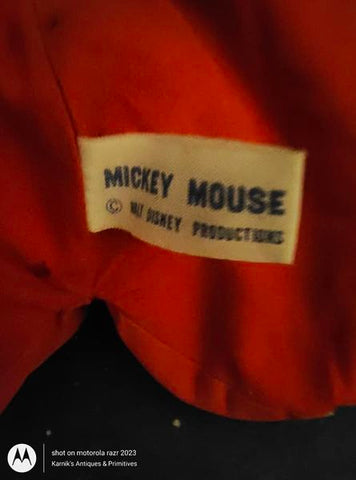 MICKEY MOUSE
© WALT DISNEY PRODUCTIONS
shot on motorola razr 2023
Karnik's Antiques & Primitives